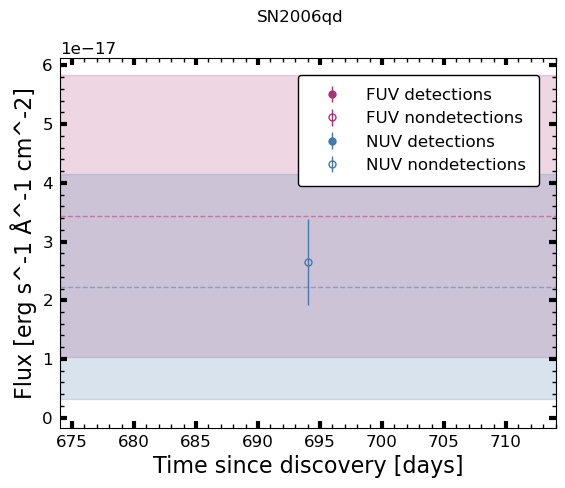 SN2006qd
1e−17
6
5
4
3
2
1
0
Flux [erg s^-1 Å^-1 cm^-2]
FUV detections
FUV nondetections
NUV detections
NUV nondetections
675 680 685 690 695 700 705 710
Time since discovery [days]